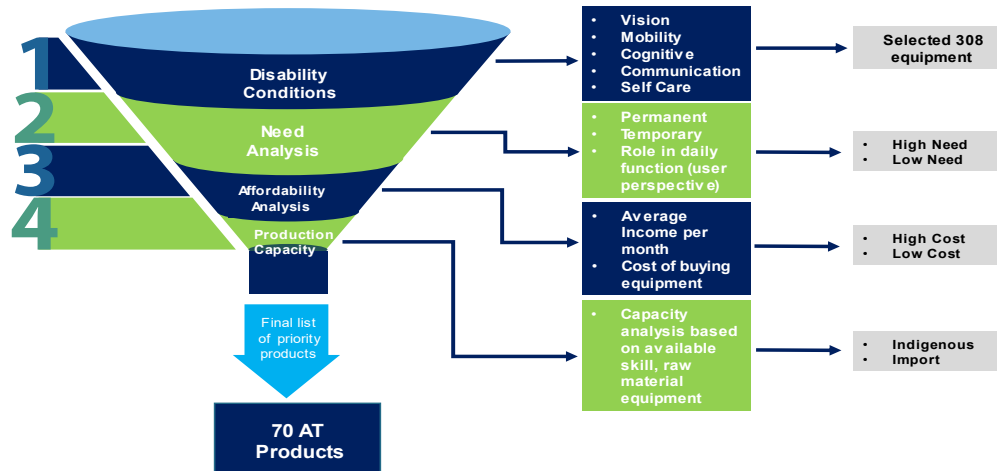 1
2
3
4
Disability
Conditions
Need
Analysis
Affordability
Analysis
Production
Capacity
Final list
of priority
products
70 AT
Products
• Vision
• Mobility
• Cognitive
• Communication
• Self Care
• Permanent
• Temporary
• Role in daily
function (user
perspective)
• Average
Income per
month
• Cost of buying
equipment
• Capacity
analysis based
on available
skill, raw
material
equipment
Selected 308
equipment
• High Need
• Low Need
• High Cost
• Low Cost
• Indigenous
• Import